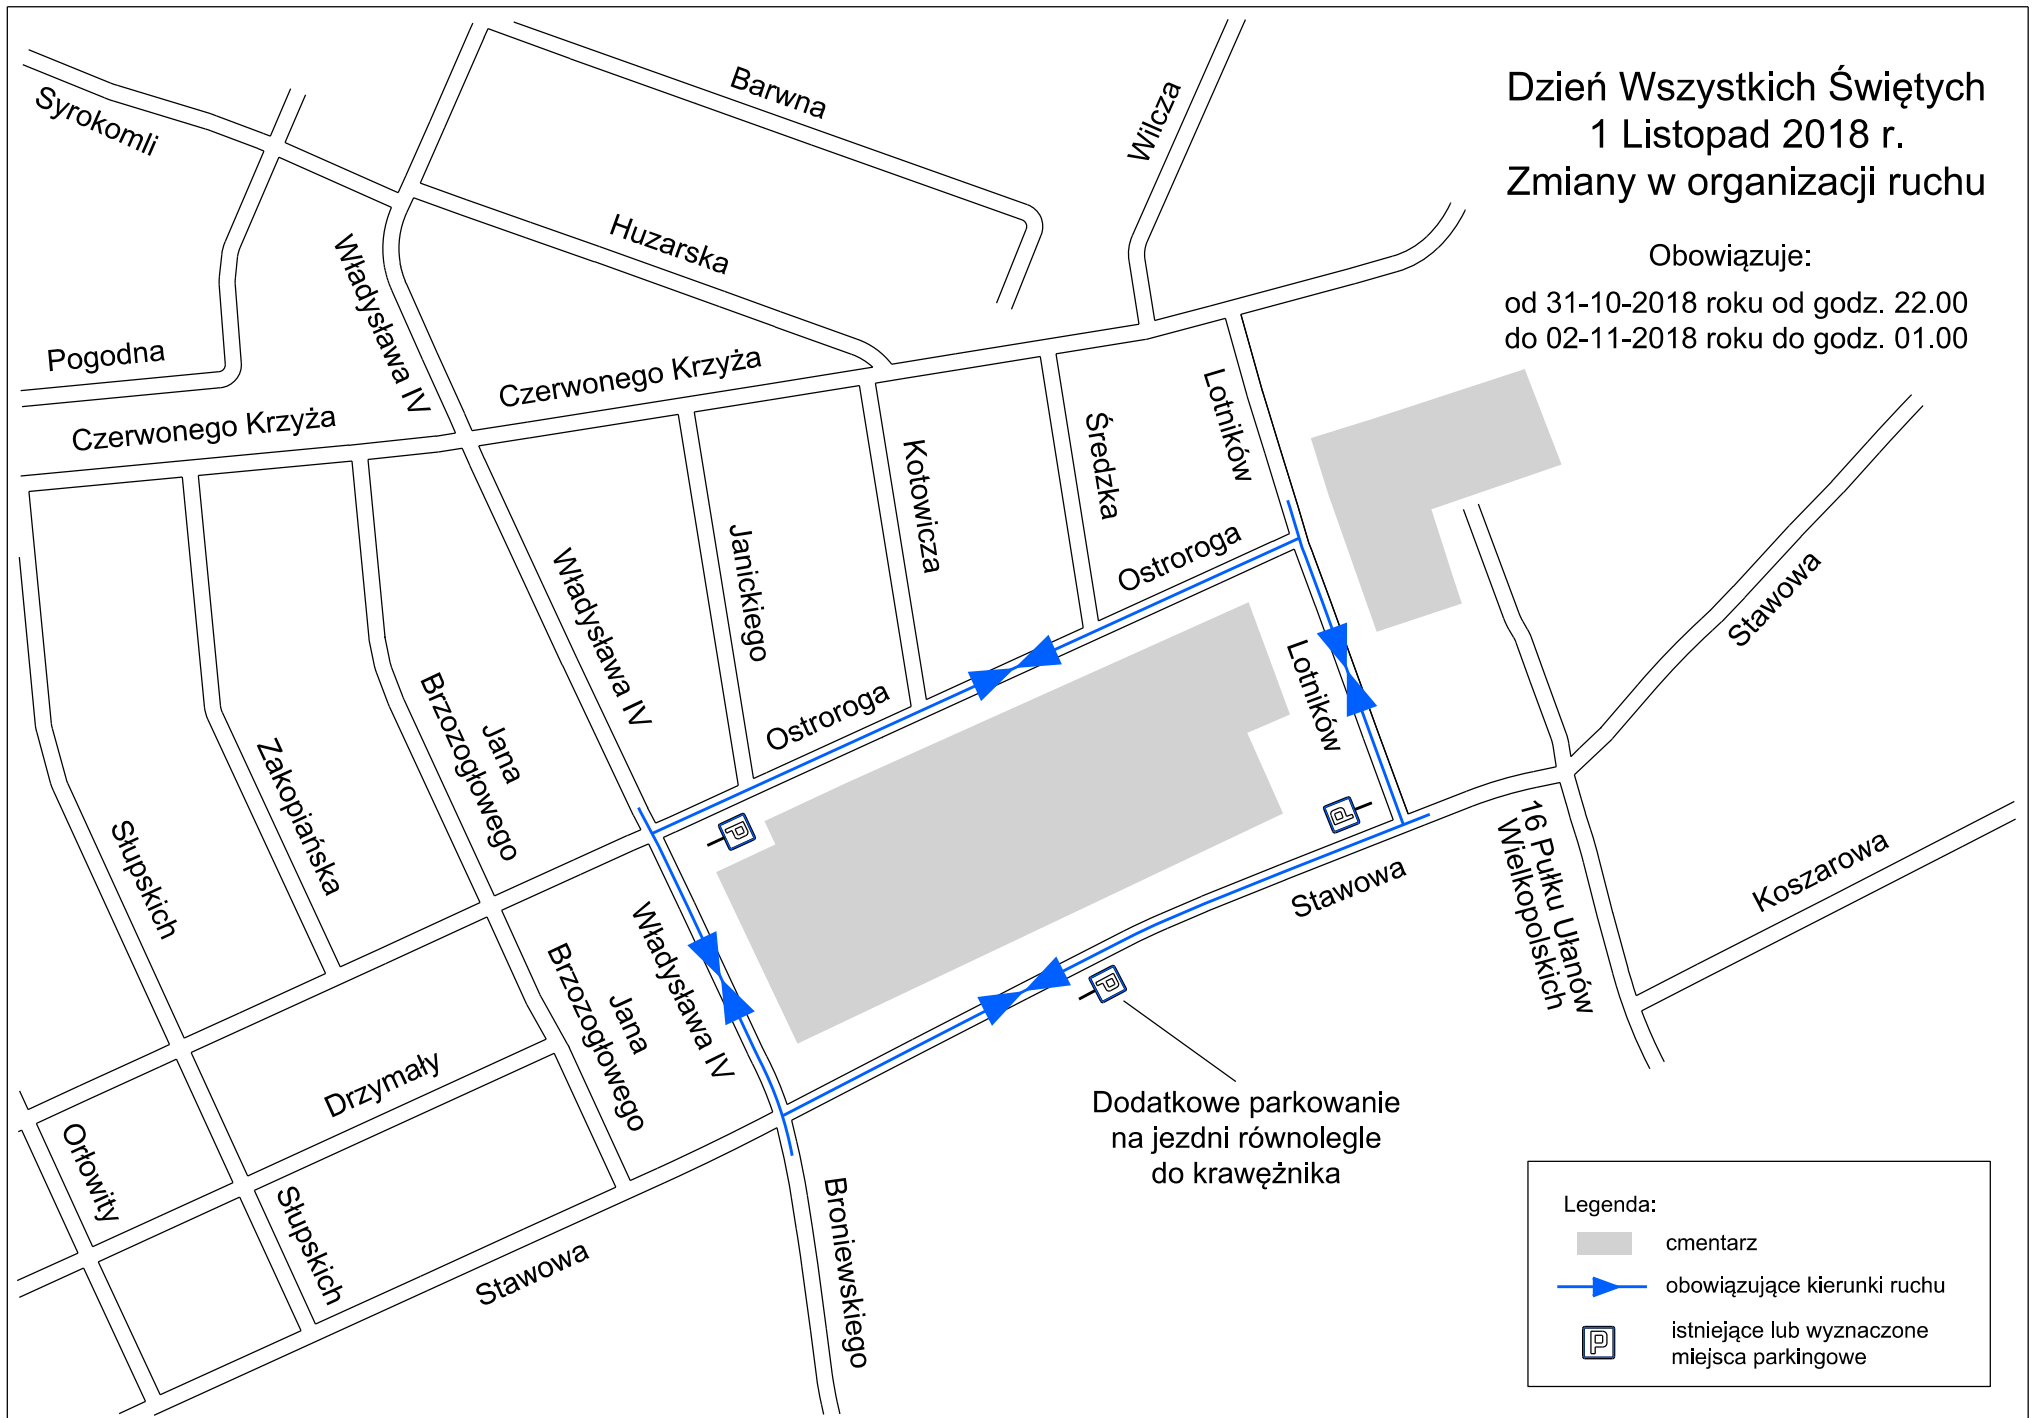 Dzień Wszystkich Świętych
1 Listopad 2018 r.
Zmiany w organizacji ruchu
Obowiązuje:
od 31-10-2018 roku od godz. 22.00
do 02-11-2018 roku do godz. 01.00
Syrokomli
Barwna
Wilcza
Huzarska
Władysława IV
Pogodna
Czerwonego Krzyża
Czerwonego Krzyża
Lotników
Średzka
Kotowicza
Janickiego
Władysława IV
Ostroroga
Ostroroga
Lotników
Stawowa
Jana
Brzozogłowego
Zakopiańska
Słupskich
P
P
16 Pułku Ułanów
Wielkopolskich
Koszarowa
Stawowa
Władysława IV
Jana
Brzozogłowego
P
Drzymały
Orłowity
Słupskich
Stawowa
Broniewskiego
Dodatkowe parkowanie
na jezdni równolegle
do krawężnika
Legenda:
cmentarz
obowiązujące kierunki ruchu
P
istniejące lub wyznaczone
miejsca parkingowe